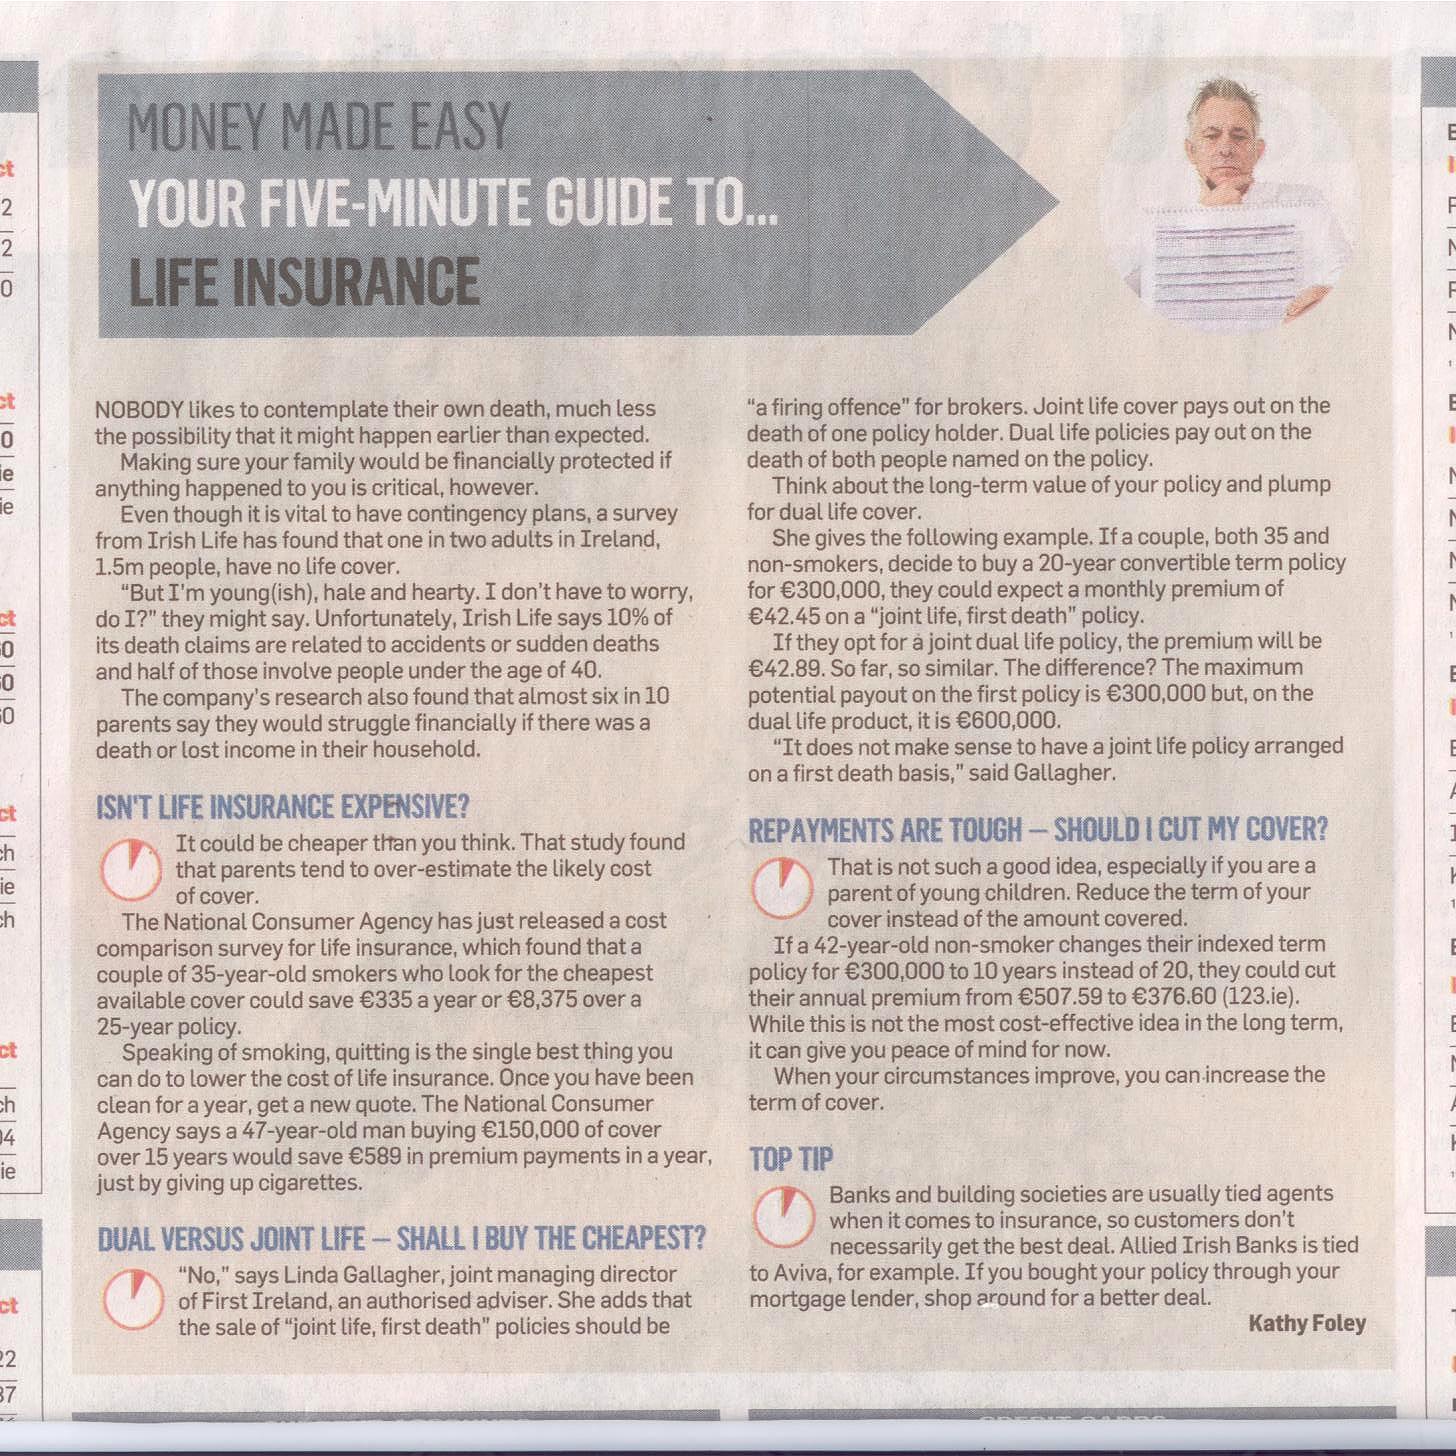 MONEY MADE EASY
YOUR FIVE-MINUTE GUIDE TO...
LIFE INSURANCE
NOBODY likes to contemplate their own death, much less
the possibility that it might happen earlier than expected.
Making sure your family would be financially protected if
anything happened to you is critical, however.
Even though it is vital to have contingency plans, a survey
from Irish Life has found that one in two adults in Ireland,
1.5m people, have no life cover.
“But I’m young(ish), hale and hearty. I don’t have to worry,
do I?” they might say. Unfortunately, Irish Life says 10% of
its death claims are related to accidents or sudden deaths
and half of those involve people under the age of 40.
The company’s research also found that almost six in 10
parents say they would struggle financially if there was a
death or lost income in their household.
ISN'T LIFE INSURANCE EXPENSIVE?
It could be cheaper than you think. That study found
that parents tend to over-estimate the likely cost
of cover.
The National Consumer Agency has just released a cost
comparison survey for life insurance, which found that a
couple of 35-year-old smokers who look for the cheapest
available cover could save €335 a year or €8,375 over a
25-year policy.
Speaking of smoking, quitting is the single best thing you
can do to lower the cost of life insurance. Once you have been
clean for a year, get a new quote. The National Consumer
Agency says a 47-year-old man buying €150,000 of cover
over 15 years would save €589 in premium payments in a year,
just by giving up cigarettes.
DUAL VERSUS JOINT LIFE – SHALL I BUY THE CHEAPEST?
“No,” says Linda Gallagher, joint managing director
of First Ireland, an authorised adviser. She adds that
the sale of “joint life, first death” policies should be
“a firing offence” for brokers. Joint life cover pays out on the
death of one policy holder. Dual life policies pay out on the
death of both people named on the policy.
Think about the long-term value of your policy and plump
for dual life cover.
She gives the following example. If a couple, both 35 and
non-smokers, decide to buy a 20-year convertible term policy
for €300,000, they could expect a monthly premium of
€42.45 on a “joint life, first death” policy.
If they opt for a joint dual life policy, the premium will be
€42.89. So far, so similar. The difference? The maximum
potential payout on the first policy is €300,000 but, on the
dual life product, it is €600,000.
“It does not make sense to have a joint life policy arranged
on a first death basis,” said Gallagher.
REPAYMENTS ARE TOUGH – SHOULD I CUT MY COVER?
That is not such a good idea, especially if you are a
parent of young children. Reduce the term of your
cover instead of the amount covered.
If a 42-year-old non-smoker changes their indexed term
policy for €300,000 to 10 years instead of 20, they could cut
their annual premium from €507.59 to €376.60 (123.ie).
While this is not the most cost-effective idea in the long term,
it can give you peace of mind for now.
When your circumstances improve, you can increase the
term of cover.
TOP TIP
Banks and building societies are usually tied agents
when it comes to insurance, so customers don’t
necessarily get the best deal. Allied Irish Banks is tied
to Aviva, for example. If you bought your policy through your
mortgage lender, shop around for a better deal.
Kathy Foley